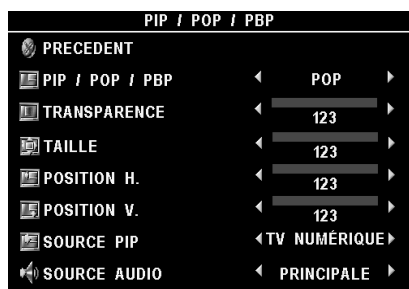 PIP / POP / PBP
PRECEDENT
PIP / POP / PBP POP
TRANSPARENCE 123
TAILLE 123
POSITION H. 123
POSITION V. 123
SOURCE PIP TV NUMÉRIQUE
SOURCE AUDIO PRINCIPALE